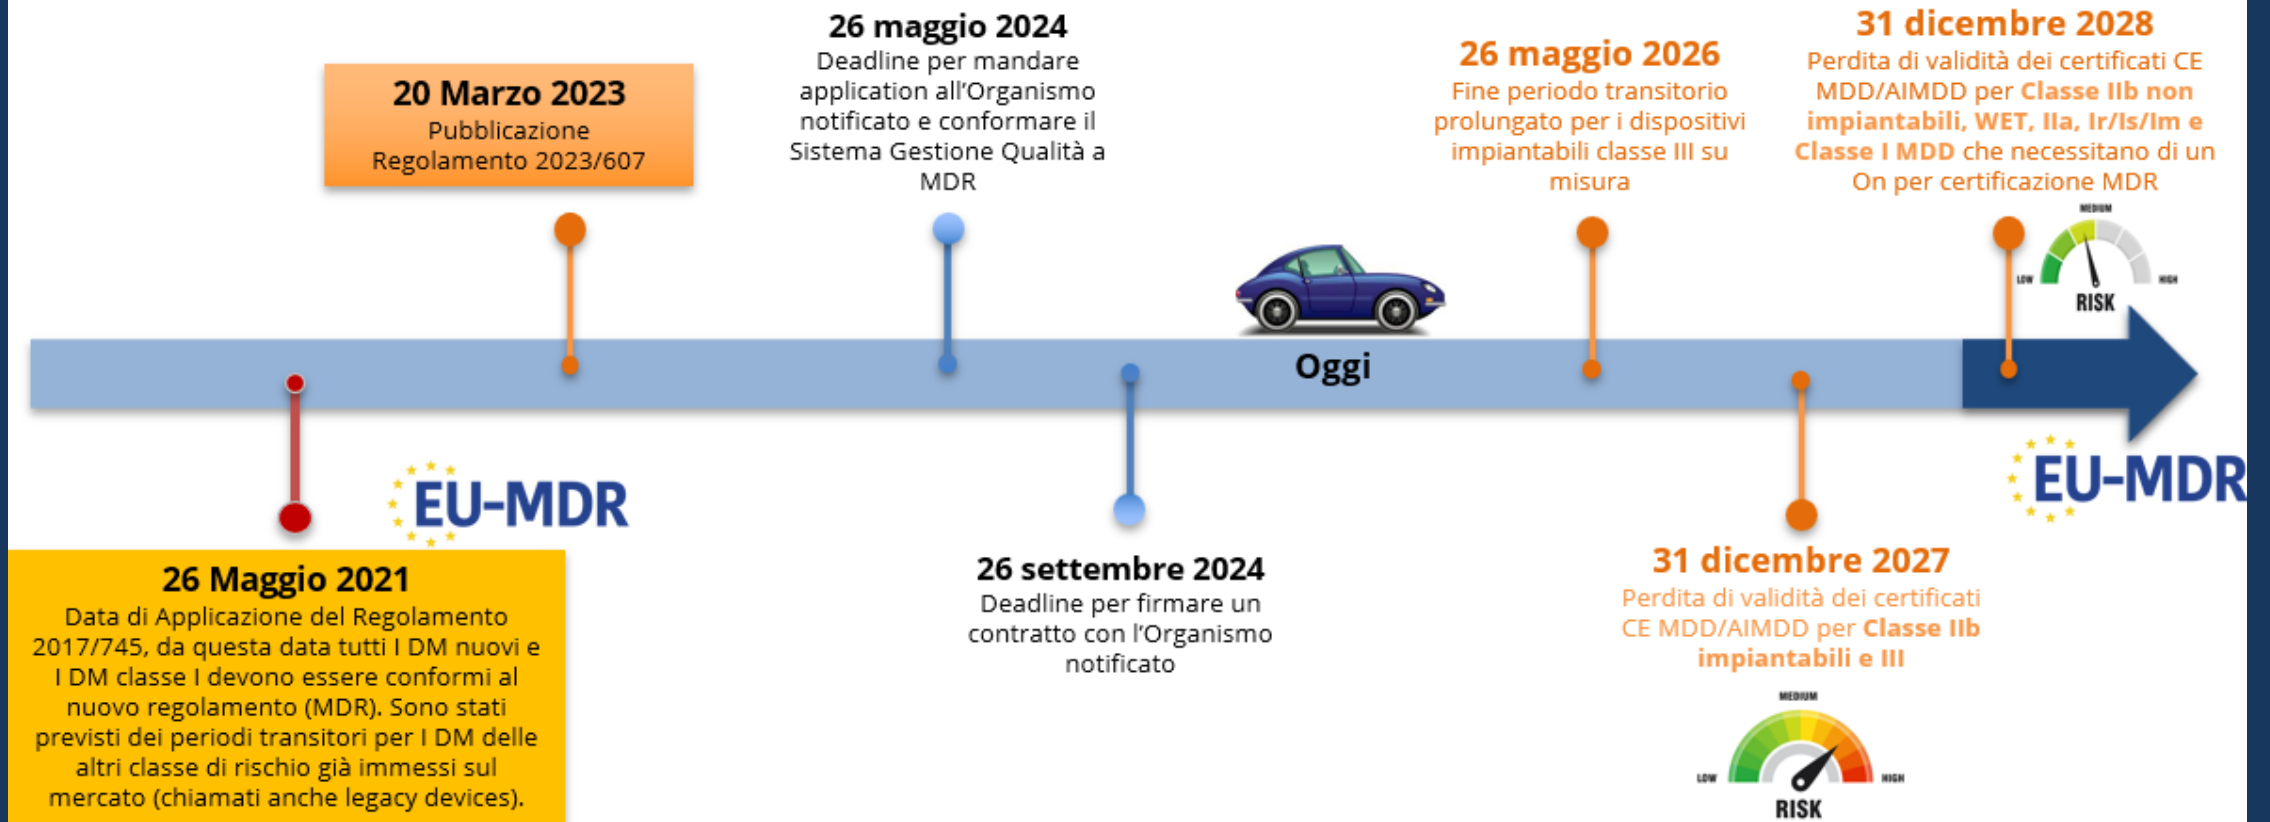 20 Marzo 2023
Pubblicazione
Regolamento 2023/607
26 maggio 2024
Deadline per mandare
application all'Organismo
notificato e conformare il
Sistema Gestione Qualità a
MDR
26 maggio 2026
Fine periodo transitorio
prolungato per i dispositivi
impiantabili classe III su
misura
31 dicembre 2028
Perdita di validità dei certificati CE
MDD/AIMDD per Classe IIb non
impiantabili, WET, IIa, Ir/Is/Im e
Classe I MDD che necessitano di un
On per certificazione MDR
MEDIUM
LOW
HIGH
RISK
Oggi
EU-MDR
EU-MDR
26 Maggio 2021
Data di Applicazione del Regolamento
2017/745, da questa data tutti I DM nuovi e
I DM classe I devono essere conformi al
nuovo regolamento (MDR). Sono stati
previsti dei periodi transitori per I DM delle
altri classe di rischio già immessi sul
mercato (chiamati anche legacy devices).
26 settembre 2024
Deadline per firmare un
contratto con l'Organismo
notificato
31 dicembre 2027
Perdita di validità dei certificati
CE MDD/AIMDD per Classe IIb
impiantabili e III
MEDIUM
LOW
HIGH
RISK